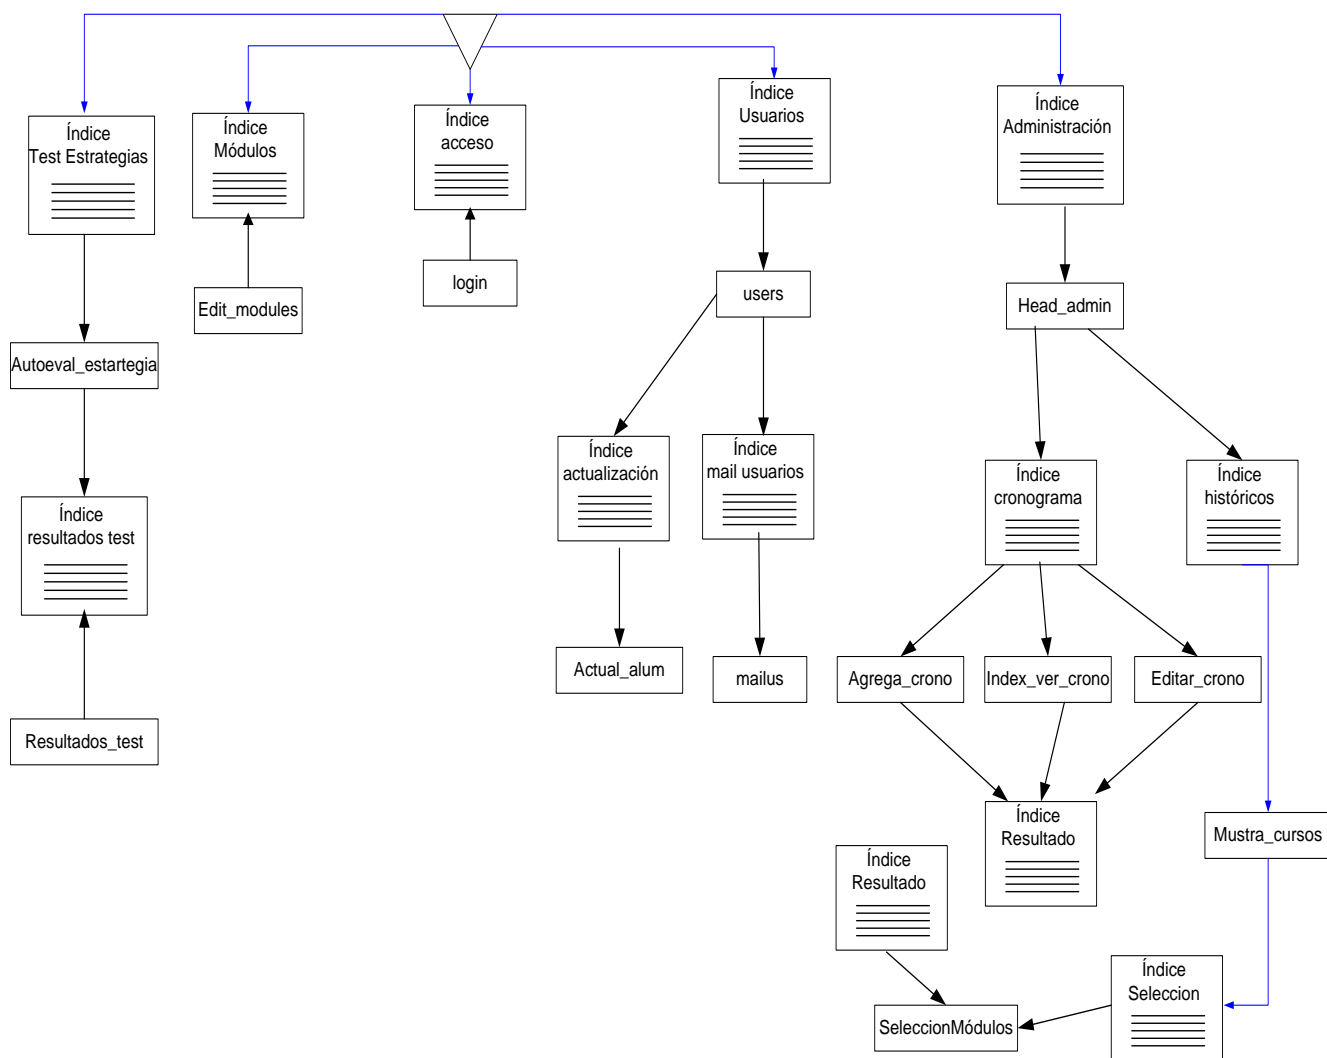 Índice
Test Estrategias
Índice
Módulos
Índice
acceso
Índice
Usuarios
Índice
Administración
Edit_modules
login
users
Head_admin
Autoeval_estartegia
Índice
resultados test
Índice
actualización
Índice
mail usuarios
Índice
cronograma
Índice
históricos
Resultados_test
Actual_alum
mailus
Agrega_crono
Index_ver_crono
Editar_crono
Índice
Resultado
Mustra_cursos
Índice
Resultado
Índice
Seleccion
SeleccionMódulos